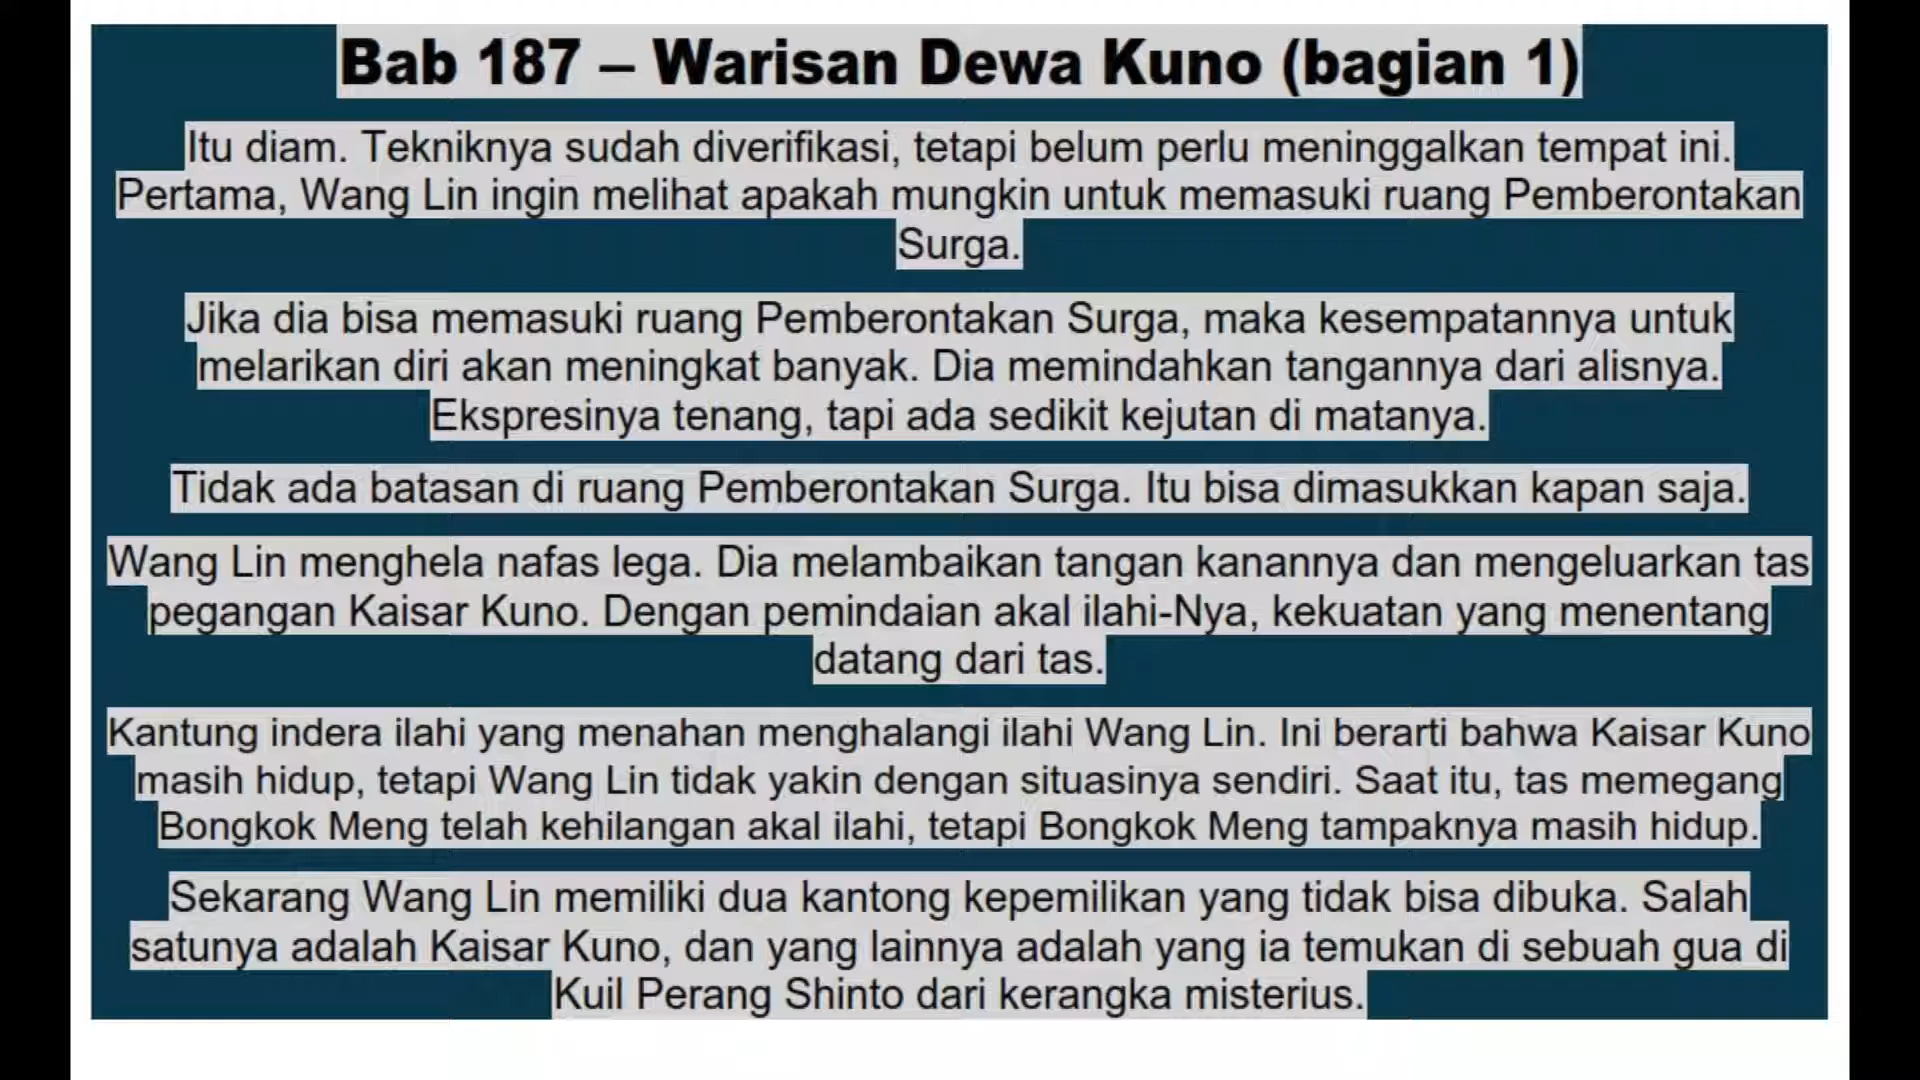 Bab 187 – Warisan Dewa Kuno (bagian 1)
Itu diam. Tekniknya sudah diverifikasi, tetapi belum perlu meninggalkan tempat ini.
Pertama, Wang Lin ingin melihat apakah mungkin untuk memasuki ruang Pemberontakan
Surga.
Jika dia bisa memasuki ruang Pemberontakan Surga, maka kesempatannya untuk
melarikan diri akan meningkat banyak. Dia memindahkan tangannya dari alisnya.
Ekspresinya tenang, tapi ada sedikit kejutan di matanya.
Tidak ada batasan di ruang Pemberontakan Surga. Itu bisa dimasukkan kapan saja.
Wang Lin menghela nafas lega. Dia melambaikan tangan kanannya dan mengeluarkan tas
pegangan Kaisar Kuno. Dengan pemindaian akal ilahi-Nya, kekuatan yang menentang
datang dari tas.
Kantung indera ilahi yang menahan menghalangi ilahi Wang Lin. Ini berarti bahwa Kaisar Kuno
masih hidup, tetapi Wang Lin tidak yakin dengan situasinya sendiri. Saat itu, tas memegang
Bongkok Meng telah kehilangan akal ilahi, tetapi Bongkok Meng tampaknya masih hidup.
Sekarang Wang Lin memiliki dua kantong kepemilikan yang tidak bisa dibuka. Salah
satunya adalah Kaisar Kuno, dan yang lainnya adalah yang ia temukan di sebuah gua di
Kuil Perang Shinto dari kerangka misterius.